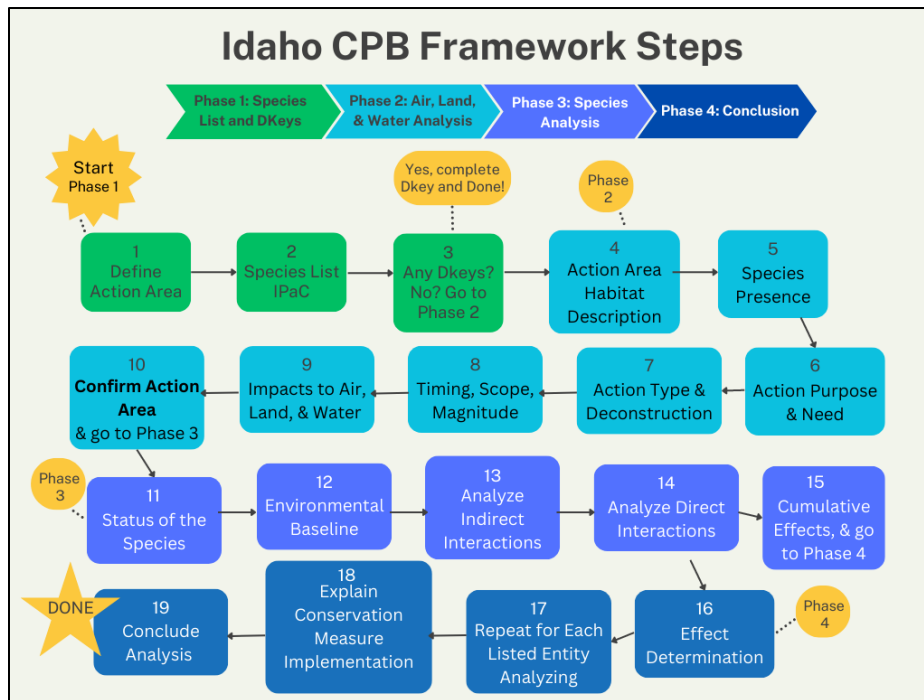 Idaho CPB Framework Steps
Phase 1: Species
List and DKeys
Phase 2: Air, Land,
& Water Analysis
Phase 3: Species
Analysis
Phase 4: Conclusion
Start
Phase 1
Yes, complete
Dkey and Done!
Phase
2
1
Define
Action Area
2
Species List
IPaC
3
Any Dkeys?
No? Go to
Phase 2
4
Action Area
Habitat
Description
5
Species
Presence
6
Action Purpose
& Need
7
Action Type &
Deconstruction
8
Timing, Scope,
Magnitude
9
Impacts to Air,
Land, & Water
10
Confirm Action
Area
& go to Phase 3
Phase
3
11
Status of the
Species
12
Environmental
Baseline
13
Analyze
Indirect
Interactions
14
Analyze Direct
Interactions
15
Cumulative
Effects, & go
to Phase 4
Phase
4
16
Effect
Determination
17
Repeat for Each
Listed Entity
Analyzing
18
Explain
Conservation
Measure
Implementation
19
Conclude
Analysis
DONE